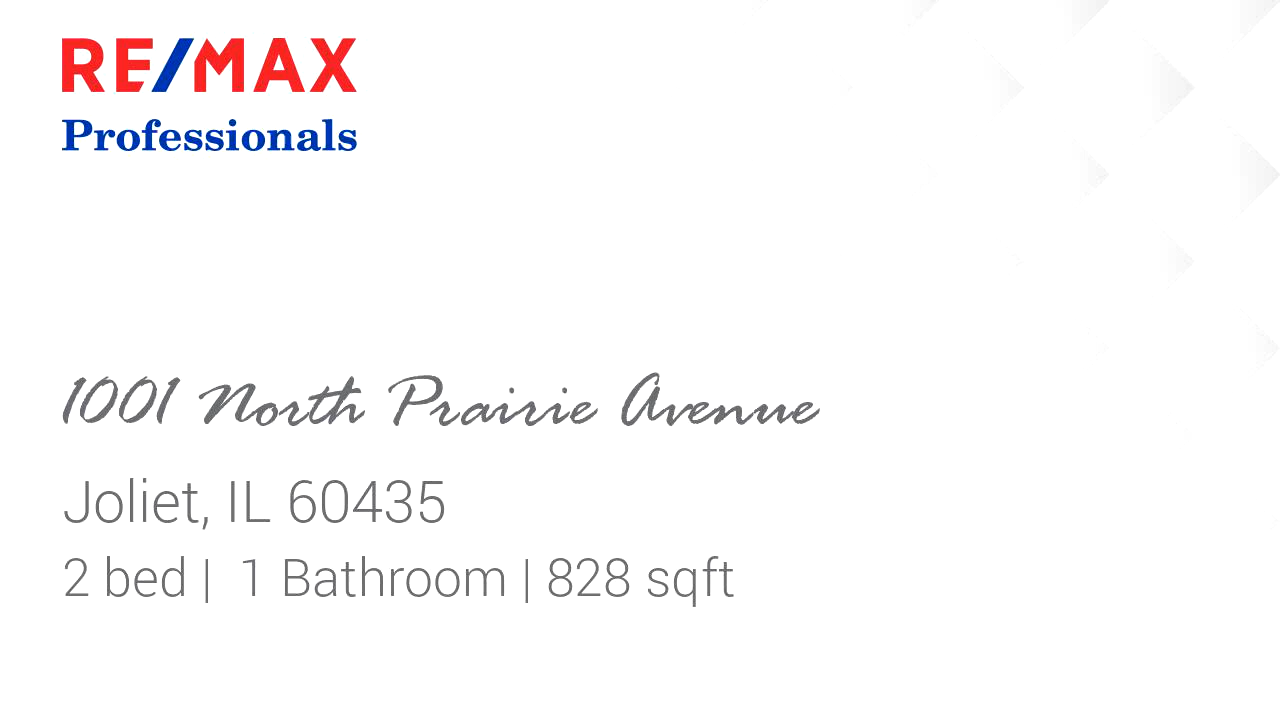 RE/MAX
Professionals
1001 North Prairie Avenue
Joliet, IL 60435
2 bed | 1 Bathroom | 828 sqft